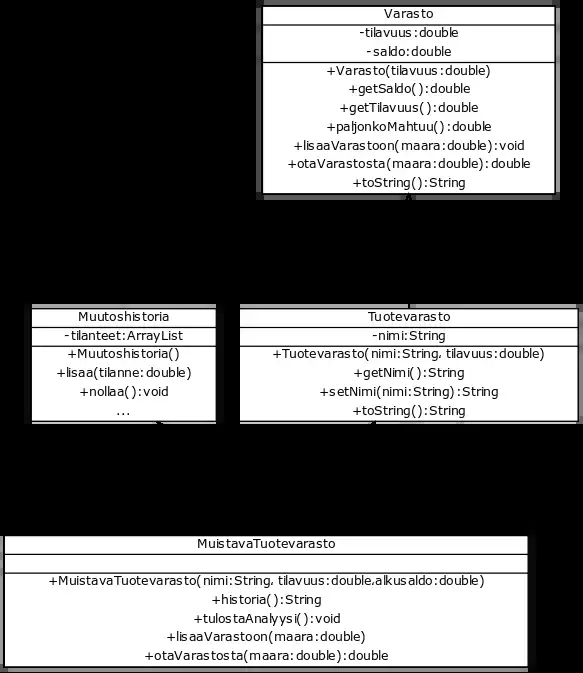 Varasto
-tilavuus:double
-saldo:double
+Varasto(tilavuus:double)
+getSaldo():double
+getTilavuus():double
+paljonkoMahtuu():double
+lisaaVarastoon(maara:double):void
+otaVarastosta(maara:double):double
+toString():String
Muutoshistoria
-tilanteet:ArrayList
+Muutoshistoria()
+lisaa(tilanne:double)
+nollaa():void
...
Tuotevarasto
-nimi:String
+Tuotevarasto(nimi:String, tilavuus:double)
+getNimi():String
+setNimi(nimi:String):String
+toString():String
MuistavaTuotevarasto
+MuistavaTuotevarasto(nimi:String, tilavuus:double,alkusaldo:double)
+historia():String
+tulostaAnalyysi():void
+lisaaVarastoon(maara:double)
+otaVarastosta(maara:double):double